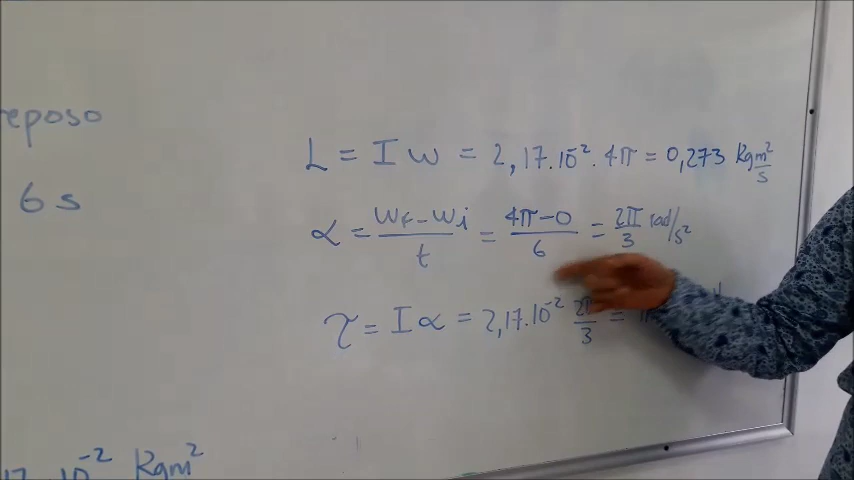 reposo
6 s
L = I w = 2,17.10⁻² . 4π = 0,273 Kgm²/s
α = (wF - wi)/t = (4π-0)/6 = 2π/3 rad/s²
τ = I α = 2,17.10⁻² 2π/3 =
17.10⁻² Kgm²